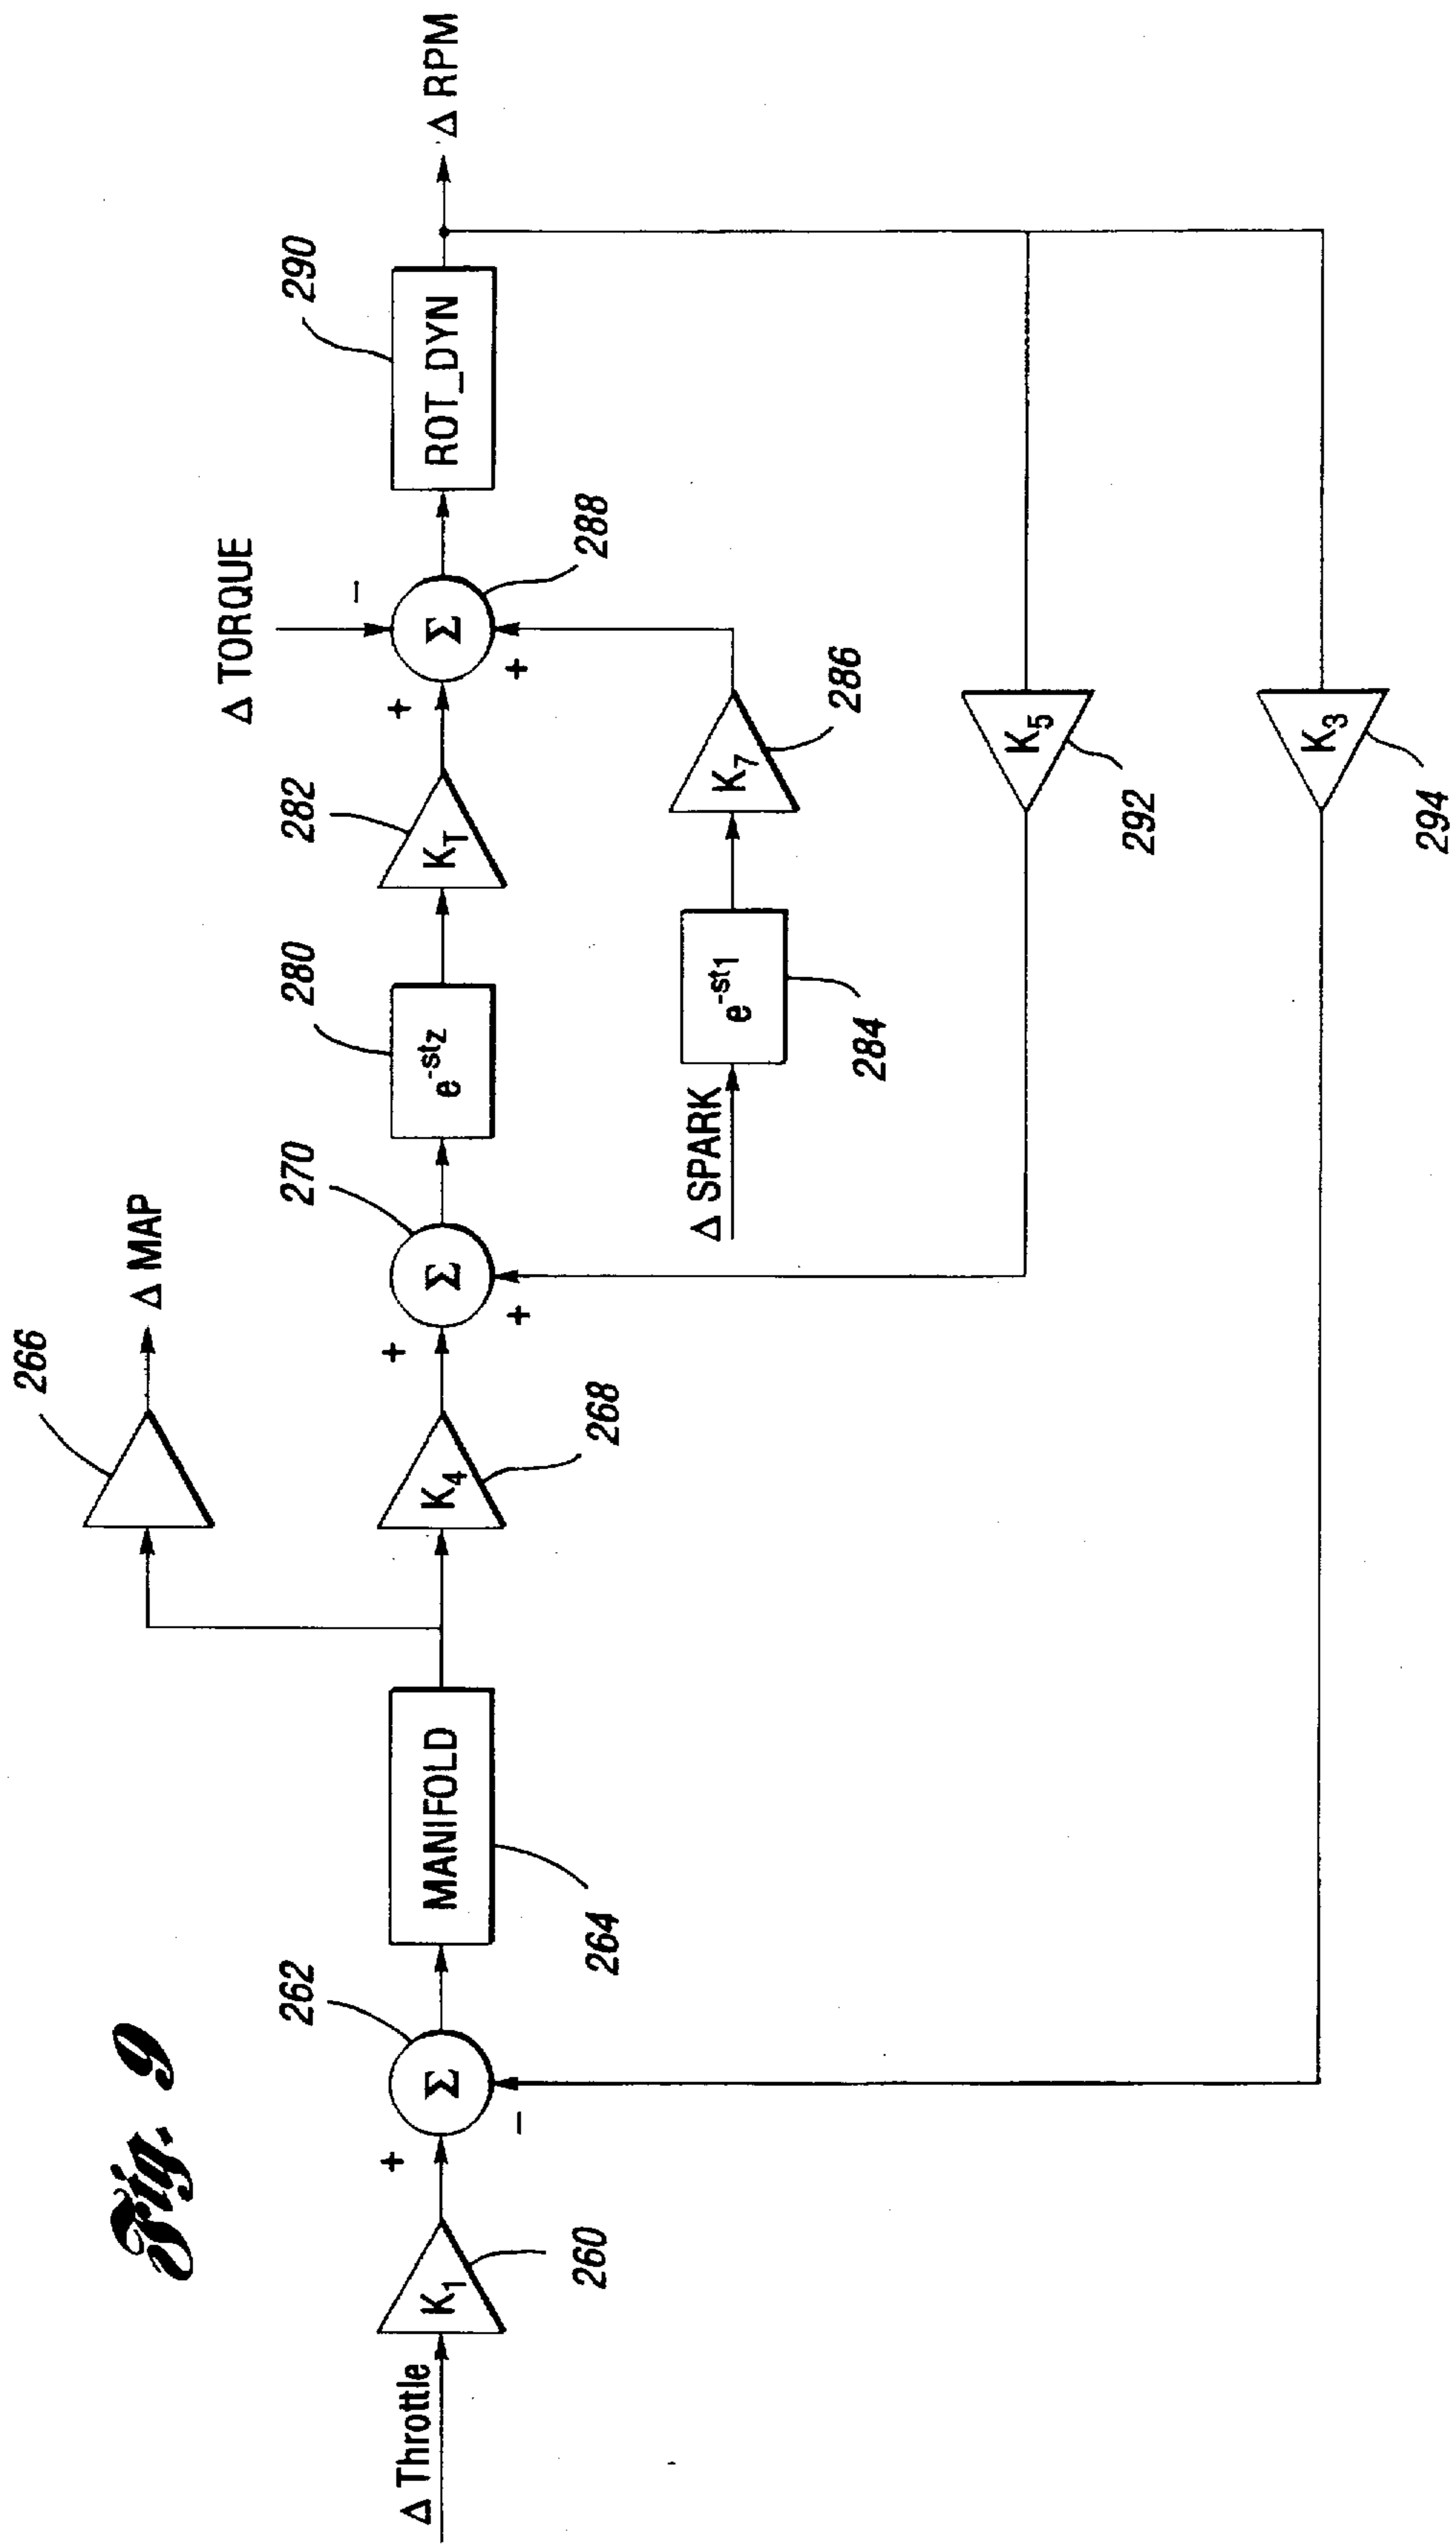 Fig. 9
Δ Throttle
K1
260
+
-
Σ
262
MANIFOLD
264
266
Δ MAP
K4
268
+
+
Σ
270
e^-stz
280
KT
282
Δ SPARK
e^-st1
284
K7
286
Δ TORQUE
-
+
+
Σ
288
ROT_DYN
290
Δ RPM
K5
292
K3
294